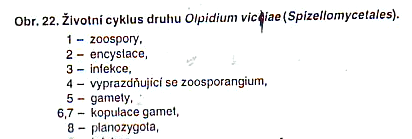 Obr. 22. Životní cyklus druhu Olpidium viciae (Spizellomycetales).
1 – zoospory,
2 – encystace,
3 – infekce,
4 – vyprazdňující se zoosporangium,
5 – gamety,
6,7 – kopulace gamet,
8 – planozygota,